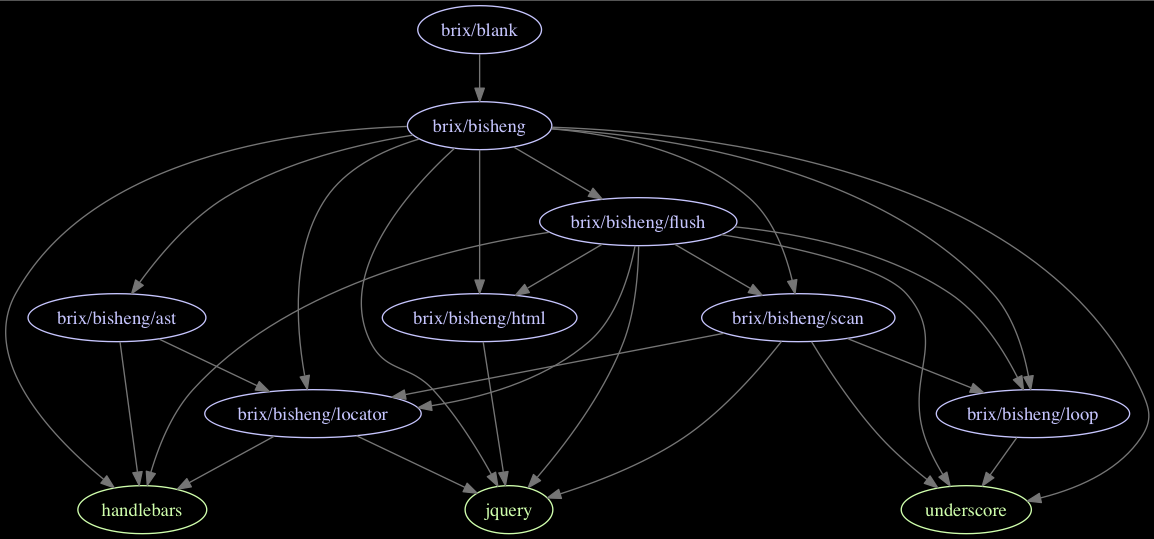 brix/blank
brix/bisheng
brix/bisheng/flush
brix/bisheng/ast
brix/bisheng/html
brix/bisheng/scan
brix/bisheng/locator
brix/bisheng/loop
handlebars
jquery
underscore